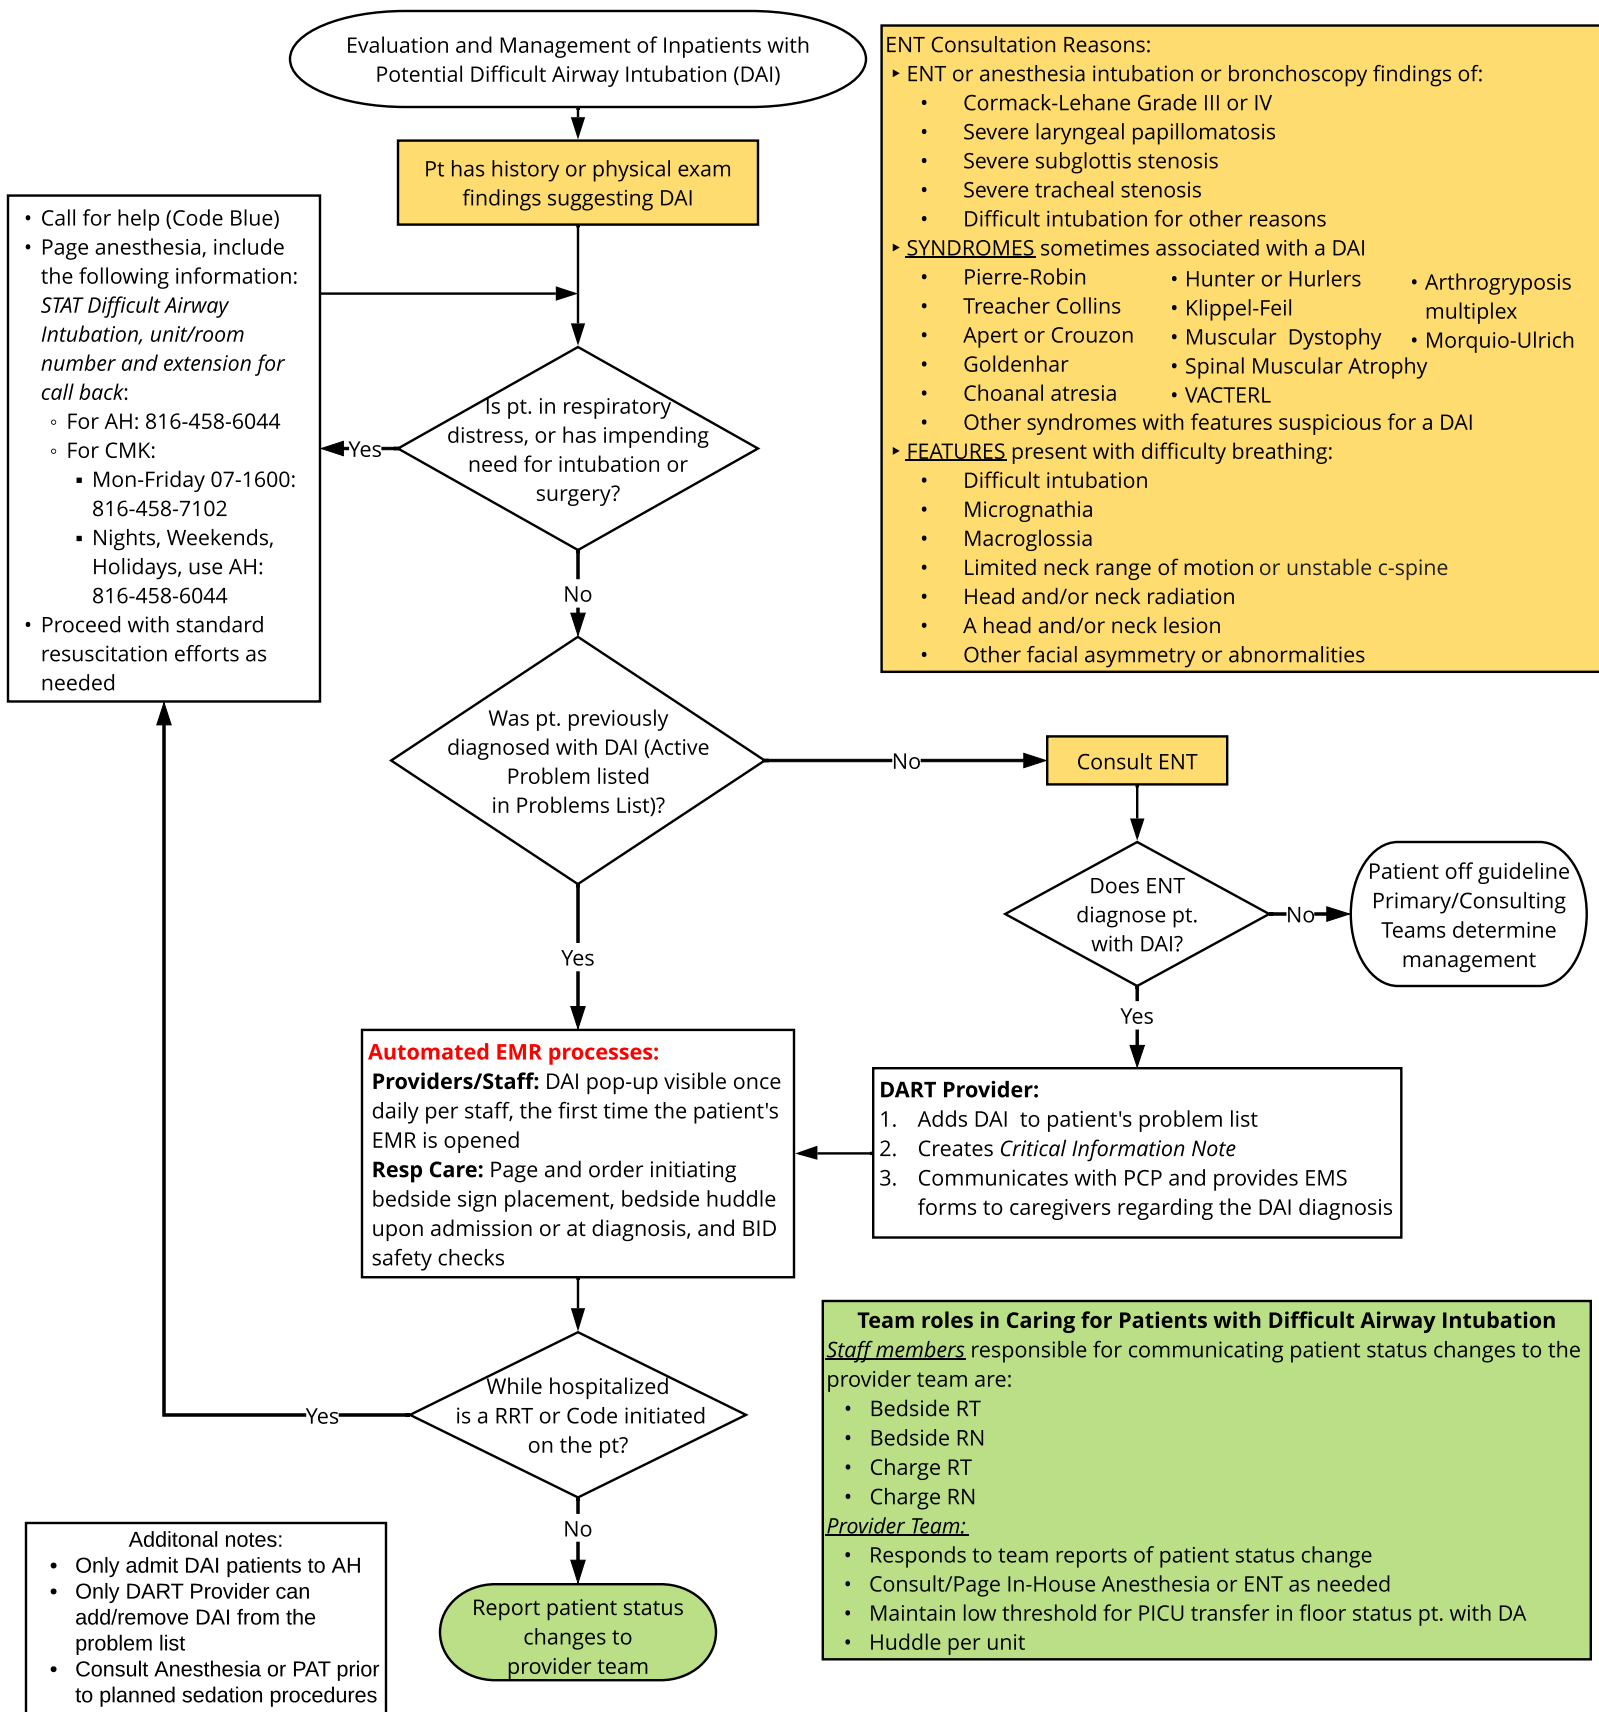 Evaluation and Management of Inpatients with
Potential Difficult Airway Intubation (DAI)
Pt has history or physical exam
findings suggesting DAI
ENT Consultation Reasons:
‣ ENT or anesthesia intubation or bronchoscopy findings of:
• Cormack-Lehane Grade III or IV
• Severe laryngeal papillomatosis
• Severe subglottis stenosis
• Severe tracheal stenosis
• Difficult intubation for other reasons
‣ SYNDROMES sometimes associated with a DAI
• Pierre-Robin
• Treacher Collins
• Apert or Crouzon
• Goldenhar
• Choanal atresia
• Hunter or Hurlers
• Klippel-Feil
• Muscular Dystophy
• Spinal Muscular Atrophy
• VACTERL
• Arthrogryposis
multiplex
• Morquio-Ulrich
• Other syndromes with features suspicious for a DAI
‣ FEATURES present with difficulty breathing:
• Difficult intubation
• Micrognathia
• Macroglossia
• Limited neck range of motion or unstable c-spine
• Head and/or neck radiation
• A head and/or neck lesion
• Other facial asymmetry or abnormalities
• Call for help (Code Blue)
• Page anesthesia, include
the following information:
STAT Difficult Airway
Intubation, unit/room
number and extension for
call back:
◦ For AH: 816-458-6044
◦ For CMK:
▪ Mon-Friday 07-1600:
816-458-7102
▪ Nights, Weekends,
Holidays, use AH:
816-458-6044
• Proceed with standard
resuscitation efforts as
needed
Is pt. in respiratory
distress, or has impending
need for intubation or
surgery?
Yes
No
Was pt. previously
diagnosed with DAI (Active
Problem listed
in Problems List)?
No
Consult ENT
Does ENT
diagnose pt.
with DAI?
No
Patient off guideline
Primary/Consulting
Teams determine
management
Yes
Yes
DART Provider:
1. Adds DAI to patient's problem list
2. Creates Critical Information Note
3. Communicates with PCP and provides EMS
forms to caregivers regarding the DAI diagnosis
Automated EMR processes:
Providers/Staff: DAI pop-up visible once
daily per staff, the first time the patient's
EMR is opened
Resp Care: Page and order initiating
bedside sign placement, bedside huddle
upon admission or at diagnosis, and BID
safety checks
While hospitalized
is a RRT or Code initiated
on the pt?
Yes
No
Report patient status
changes to
provider team
Team roles in Caring for Patients with Difficult Airway Intubation
Staff members responsible for communicating patient status changes to the
provider team are:
• Bedside RT
• Bedside RN
• Charge RT
• Charge RN
Provider Team:
• Responds to team reports of patient status change
• Consult/Page In-House Anesthesia or ENT as needed
• Maintain low threshold for PICU transfer in floor status pt. with DA
• Huddle per unit
Additonal notes:
• Only admit DAI patients to AH
• Only DART Provider can
add/remove DAI from the
problem list
• Consult Anesthesia or PAT prior
to planned sedation procedures